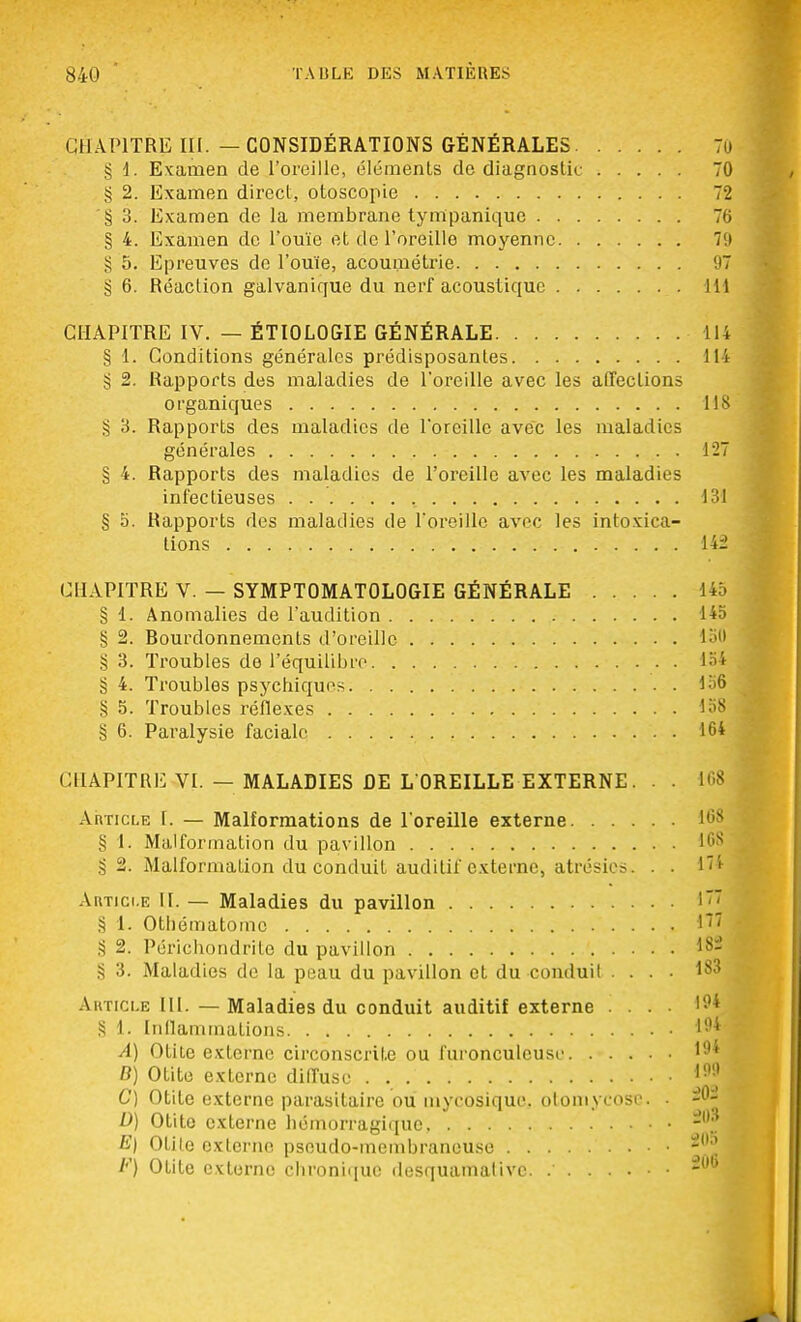 840 TABLE DES MATIÈRES
CHAPITRE III. — CONSIDÉRATIONS GÉNÉRALES. . . . . . 70
§ 1. Examen de l'oreille, éléments de diagnostic . . . . . 70
§ 2. Examen direct, otoscopie . . . . . . . . . . . . . . 72
§ 3. Examen de la membrane tympanique . . . . . . . . 76
§ 4. Examen de l'ouïe et de l'oreille moyenne. . . . . . . 79
§ 5. Epreuves de l'ouïe, acoumétrie. . . . . . . . . . . . 97
§ 6. Réaction galvanique du nerf acoustique . . . . . . . 111
CHAPITRE IV. — ÉTIOLOGIE GÉNÉRALE. . . . . . . . . . 114
§ 1. Conditions générales prédisposantes. . . . . . . . . 114
§ 2. Rapports des maladies de l'oreille avec les affections
organiques . . . . . . . . . . . . . . . . . . . . 118
§ 3. Rapports des maladies de l'oreille avec les maladies
générales . . . . . . . . . . . . . . . . . . . . . 127
§ 4. Rapports des maladies de l'oreille avec les maladies
infectieuses . . . . . . . . . . . . . . . . . . . . 131
§ 5. Rapports des maladies de l'oreille avec les intoxica-
tions . . . . . . . . . . . . . . . . . . . . . . . 142
CHAPITRE V. — SYMPTOMATOLOGIE GÉNÉRALE . . . . . 145
§ 1. Anomalies de l'audition . . . . . . . . . . . . . . . 145
§ 2. Bourdonnements d'oreille . . . . . . . . . . . . . . 150
§ 3. Troubles de l'équilibre. . . . . . . . . . . . . . . . 154
§ 4. Troubles psychiques. . . . . . . . . . . . . . . . . 156
§ 5. Troubles réflexes . . . . . . . . . . . . . . . . . . 158
§ 6. Paralysie faciale . . . . . . . . . . . . . . . . . . 164
CHAPITRE VI. — MALADIES DE L'OREILLE EXTERNE. . . 168
ARTICLE I. — Malformations de l'oreille externe. . . . . . 168
§ 1. Malformation du pavillon . . . . . . . . . . . . . . 168
§ 2. Malformation du conduit auditif externe, atrésies. . . 174
ARTICLE II. — Maladies du pavillon . . . . . . . . . . . . 177
§ 1. Othématome . . . . . . . . . . . . . . . . . . . . 177
§ 2. Périchondrite du pavillon . . . . . . . . . . . . . . 182
§ 3. Maladies de la peau du pavillon et du conduit . . . . 183
ARTICLE III. — Maladies du conduit auditif externe . . . . 194
§ 1. Inflammations. . . . . . . . . . . . . . . . . . . . 194
A) Otite externe circonscrite ou furonculeuse. . . . . . 194
B) Otite externe diffuse . . . . . . . . . . . . . . . . 199
C) Otite externe parasitaire ou mycosique, otomycose. . 202
D) Otite externe hémorragique. . . . . . . . . . . . . 203
E) Otite externe pseudo-membraneuse . . . . . . . . . 205
F) Otite externe chronique desquamative. . . . . . . . 206